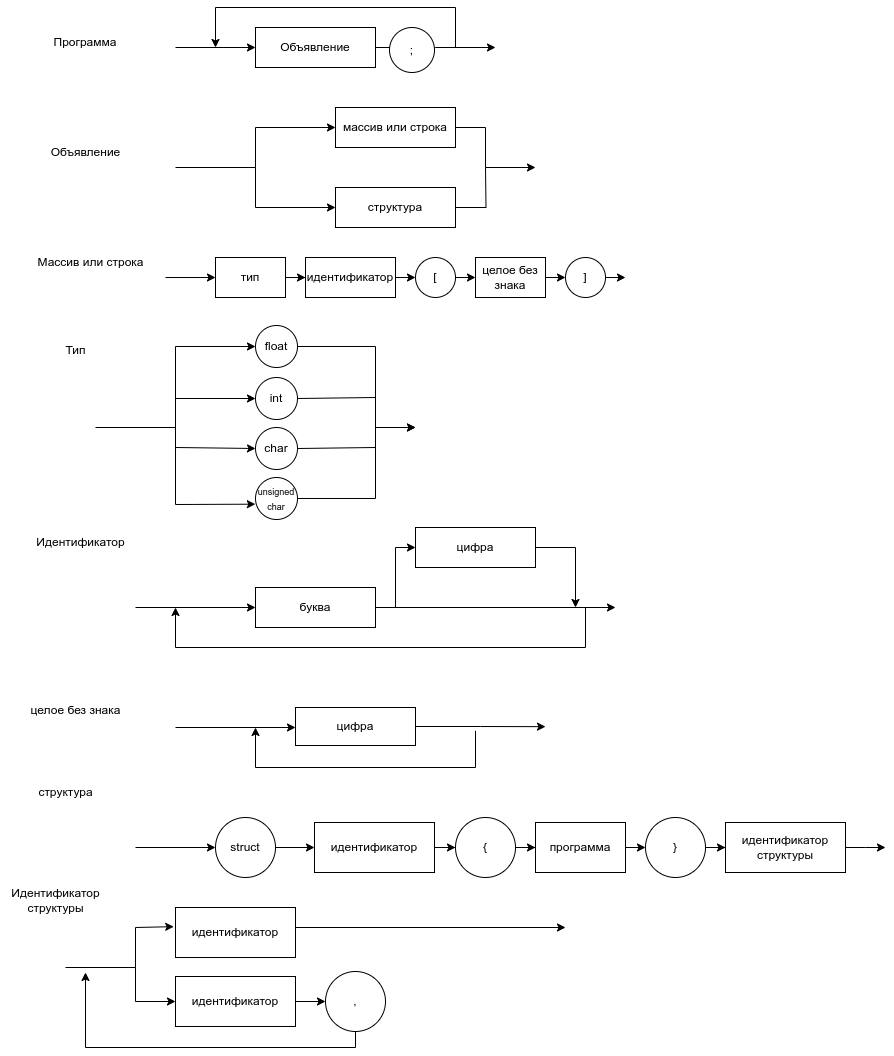 Программа
Объявление
;
Объявление
массив или строка
структура
Массив или строка
тип
идентификатор
[
целое без
знака
]
Тип
float
int
char
unsigned
char
Идентификатор
цифра
буква
целое без знака
цифра
структура
struct
идентификатор
{
программа
}
идентификатор
структуры
Идентификатор
структуры
идентификатор
идентификатор
,